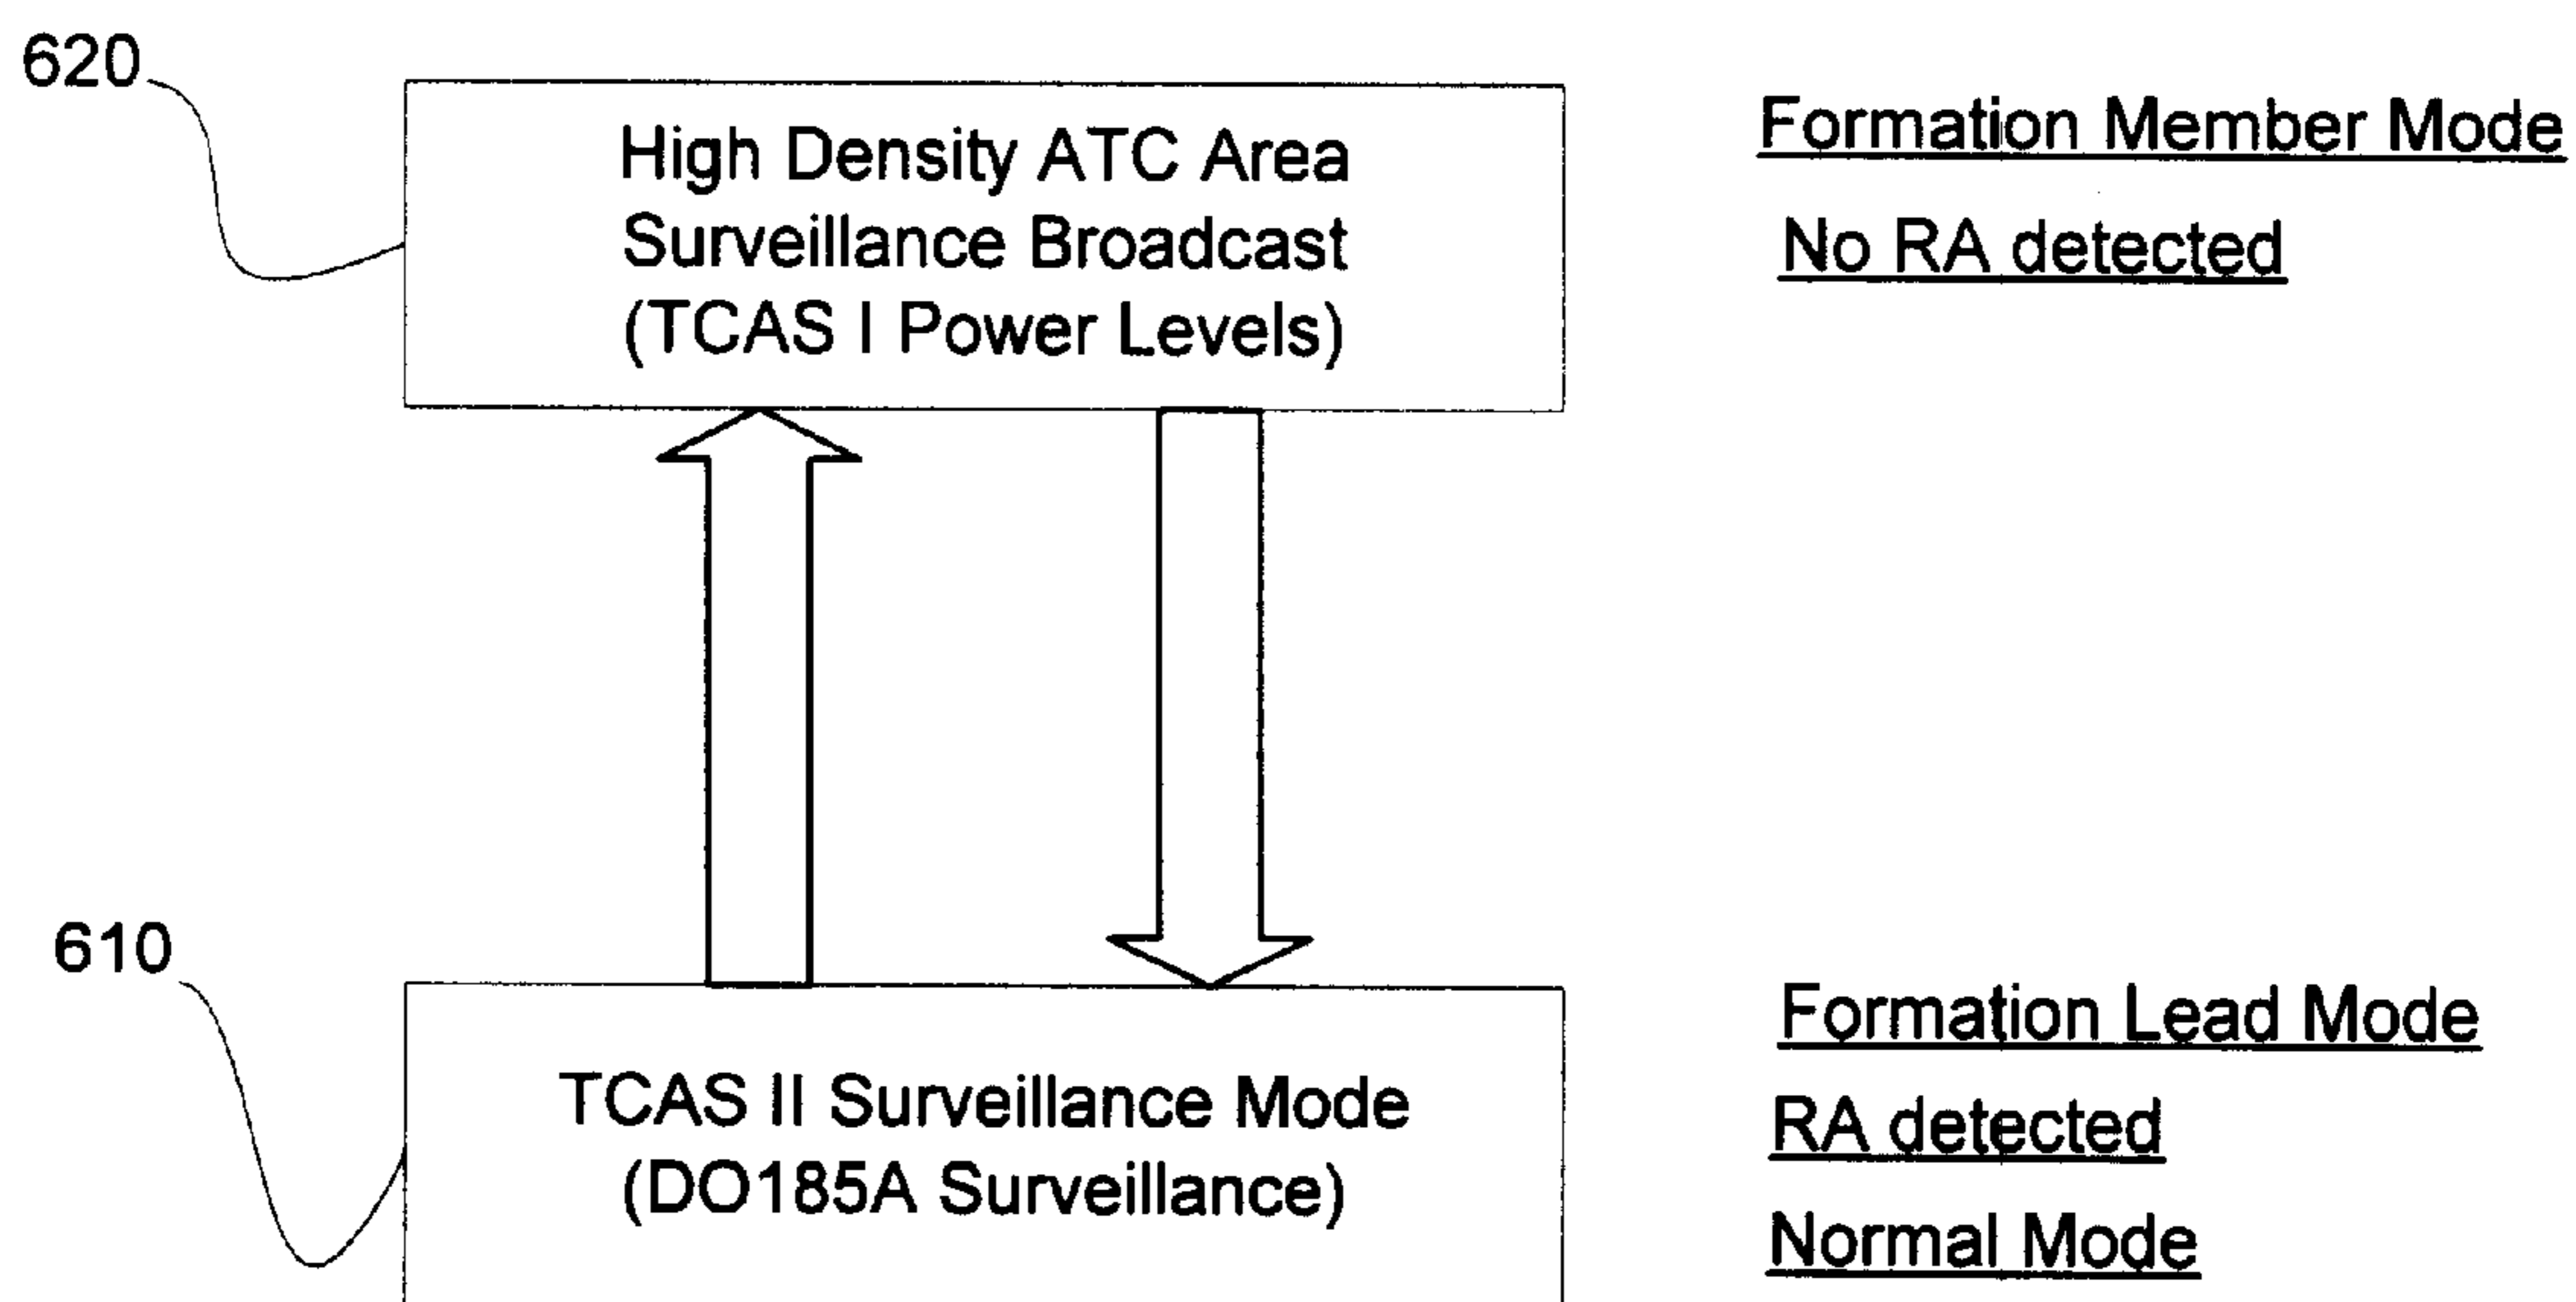 620
High Density ATC Area
Surveillance Broadcast
(TCAS I Power Levels)
Formation Member Mode
No RA detected
610
TCAS II Surveillance Mode
(DO185A Surveillance)
Formation Lead Mode
RA detected
Normal Mode